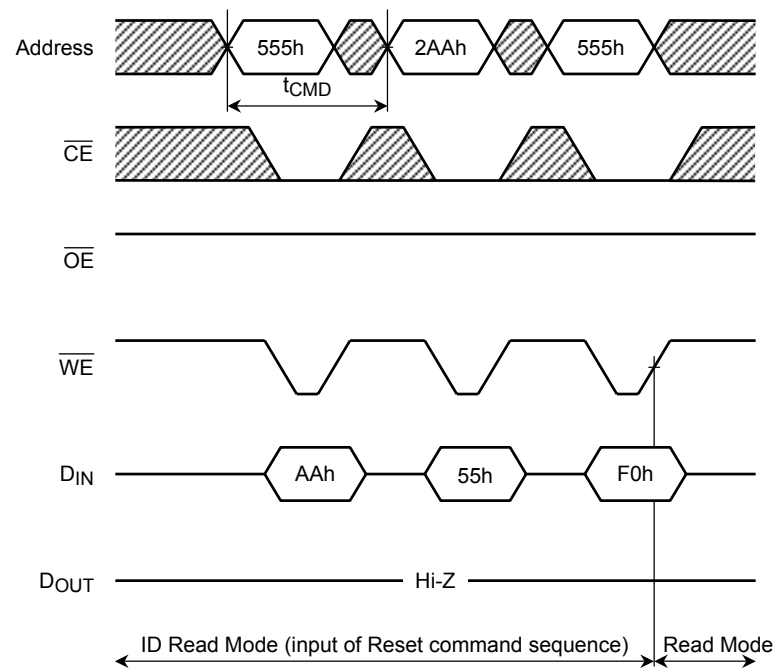 Address 555h 2AAh 555h
tCMD
CE
OE
WE
DIN AAh 55h F0h
DOUT Hi-Z
ID Read Mode (input of Reset command sequence) Read Mode